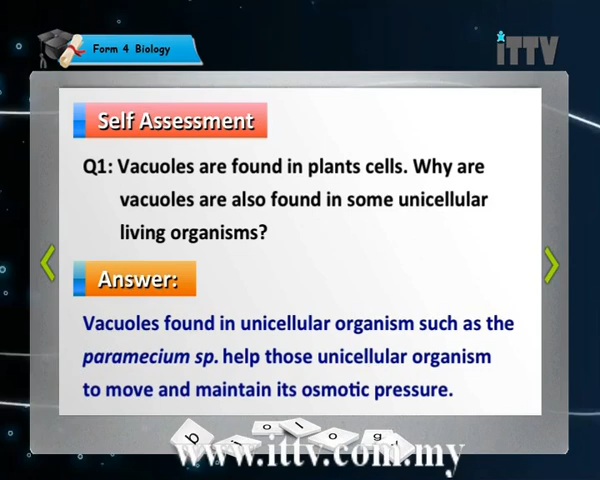 Form 4 Biology
iTTV
Self Assessment
Q1: Vacuoles are found in plants cells. Why are
vacuoles are also found in some unicellular
living organisms?
Answer:
Vacuoles found in unicellular organism such as the
paramecium sp. help those unicellular organism
to move and maintain its osmotic pressure.
b i o l o g
www.ittv.com.my